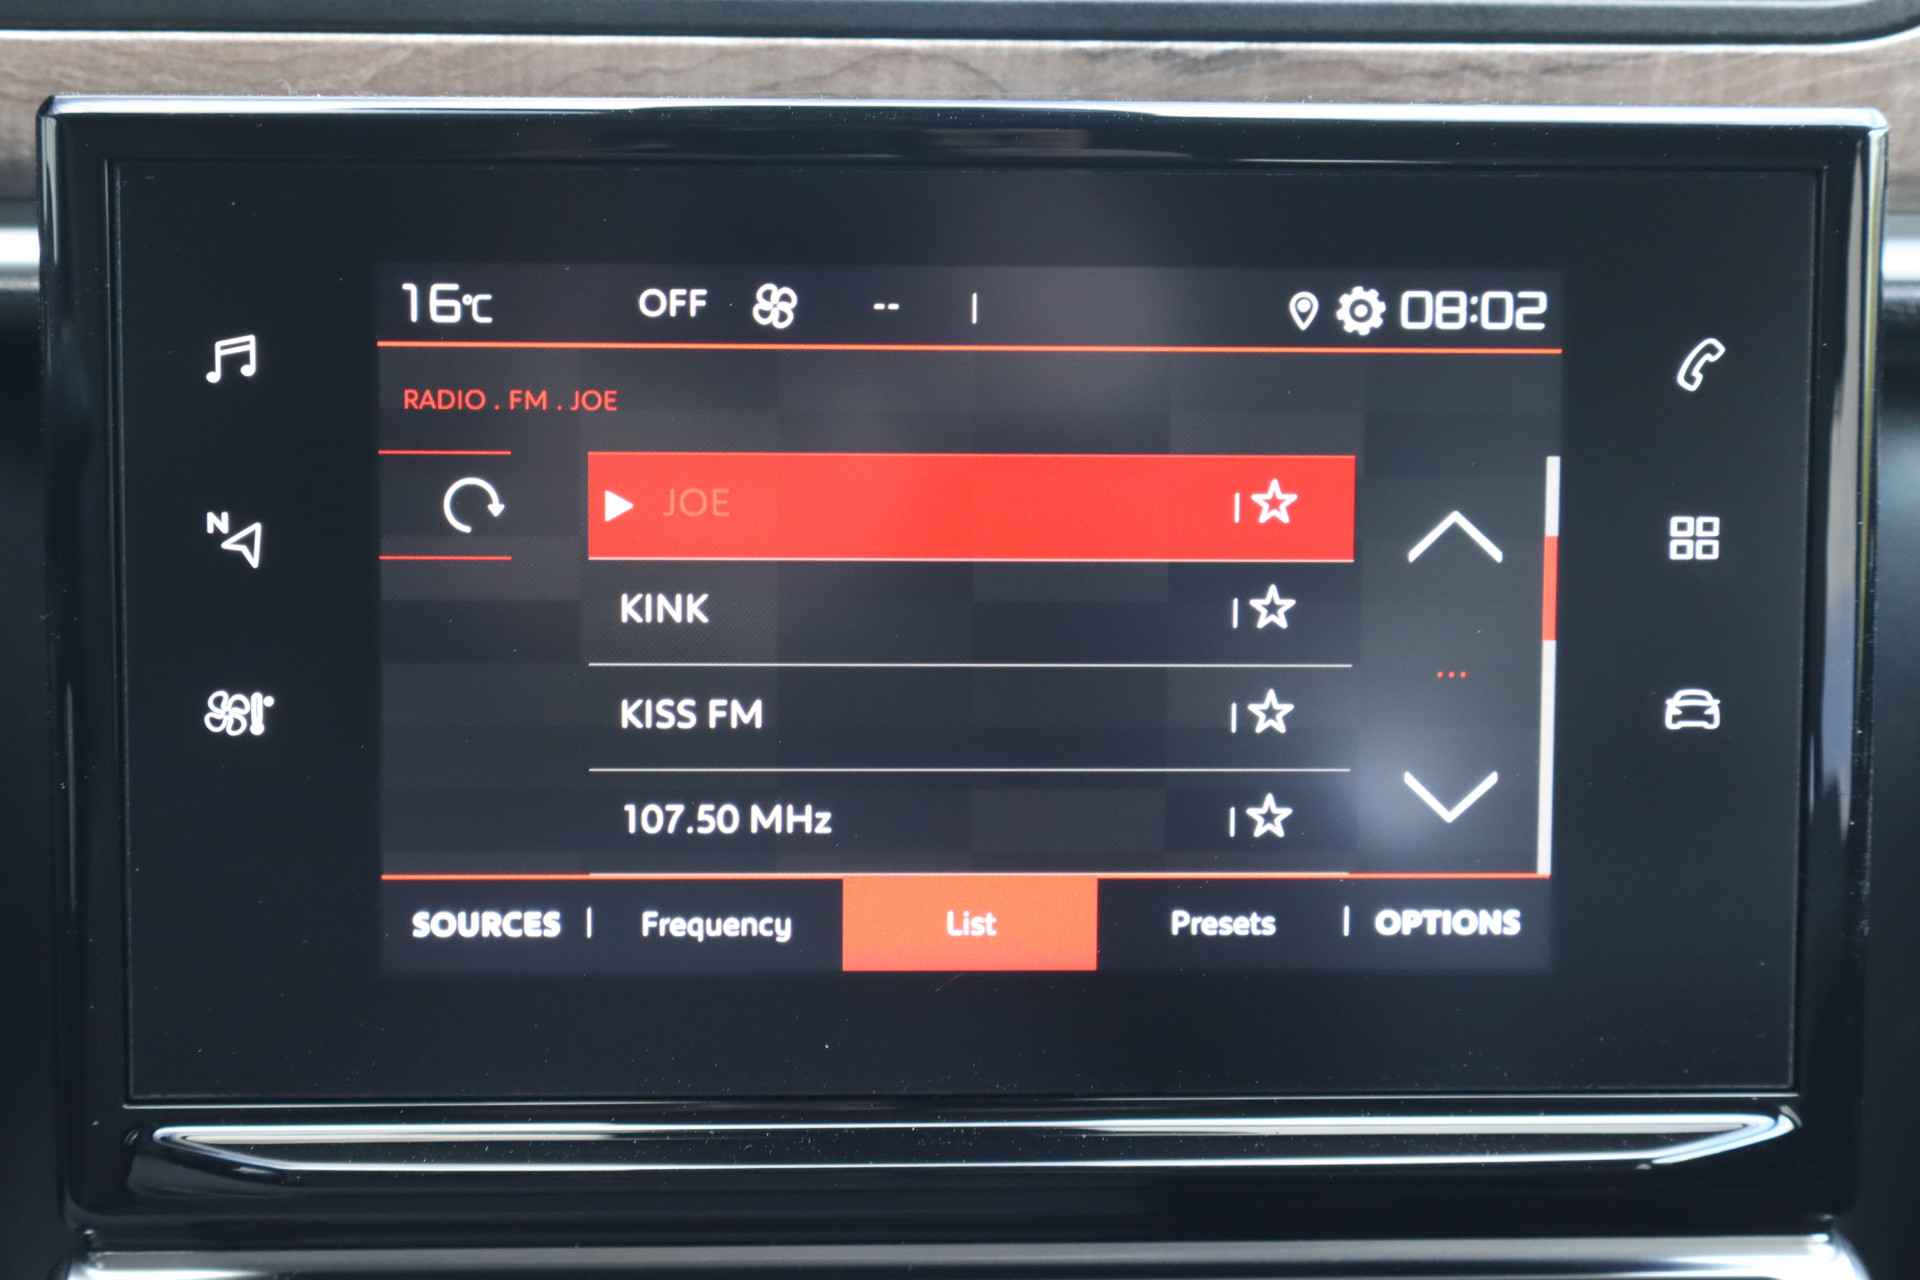 16°C OFF -- | 08:02
RADIO . FM . JOE
JOE
KINK
KISS FM
107.50 MHz
N
SOURCES | Frequency List Presets | OPTIONS